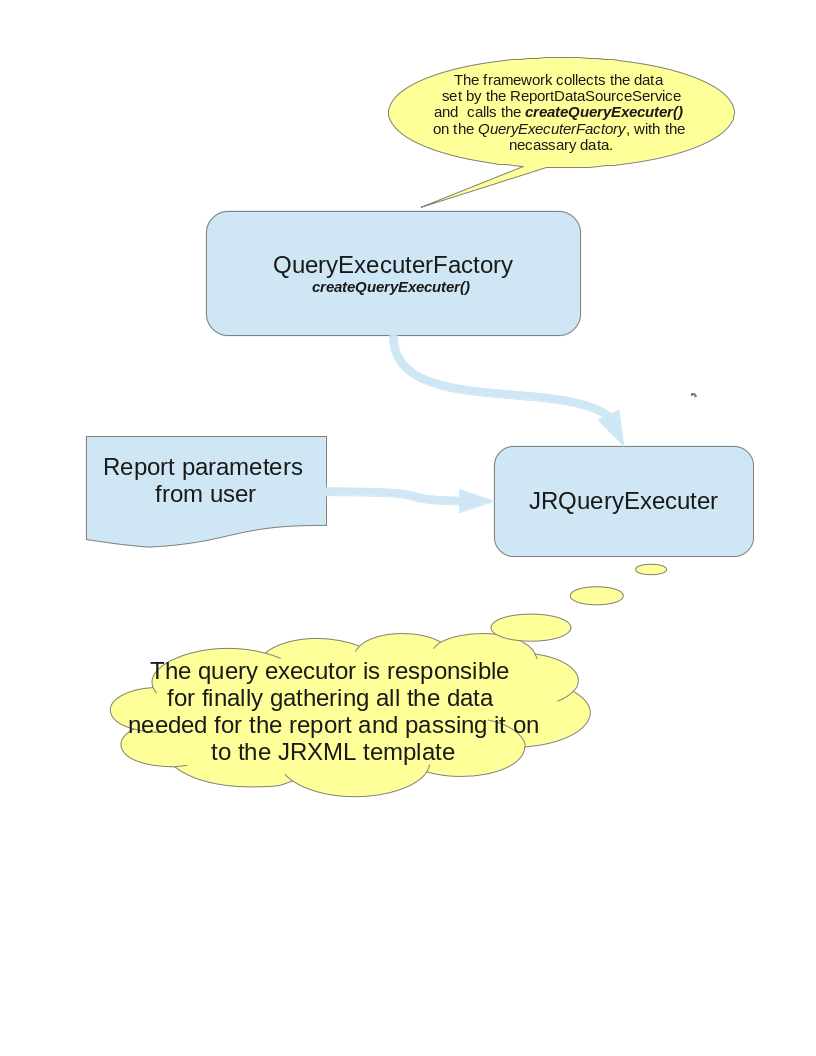 The framework collects the data
set by the ReportDataSourceService
and  calls the createQueryExecuter()
on the QueryExecuterFactory, with the
necassary data.
QueryExecuterFactory
createQueryExecuter()
Report parameters
from user
JRQueryExecuter
The query executor is responsible
for finally gathering all the data
needed for the report and passing it on
to the JRXML template